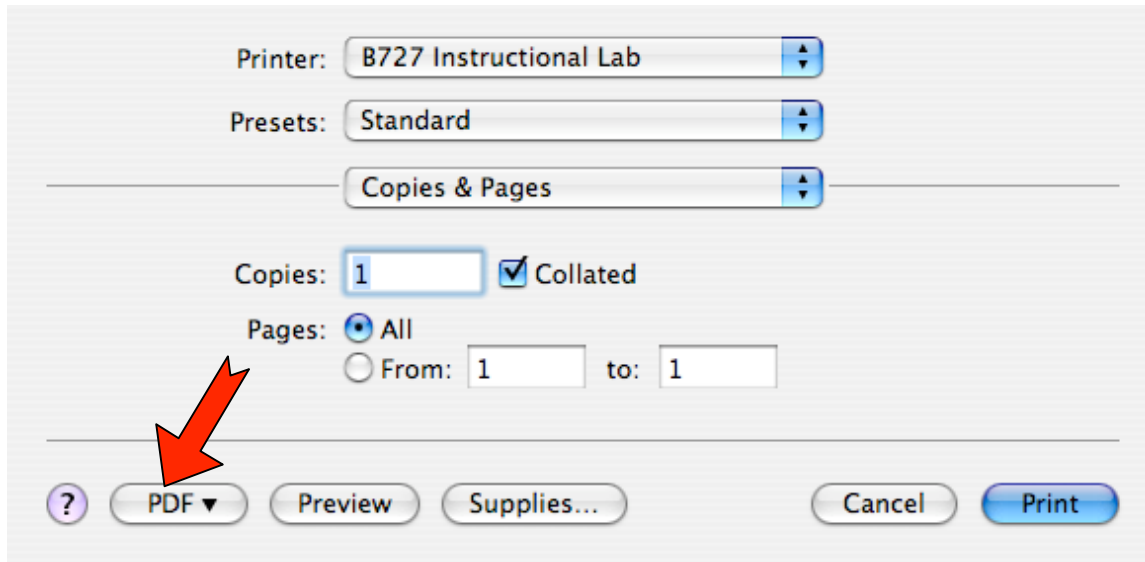 Printer: B727 Instructional Lab
Presets: Standard
Copies & Pages
Copies: 1 Collated
Pages: All
From: 1 to: 1
? PDF ▼ Preview Supplies... Cancel Print